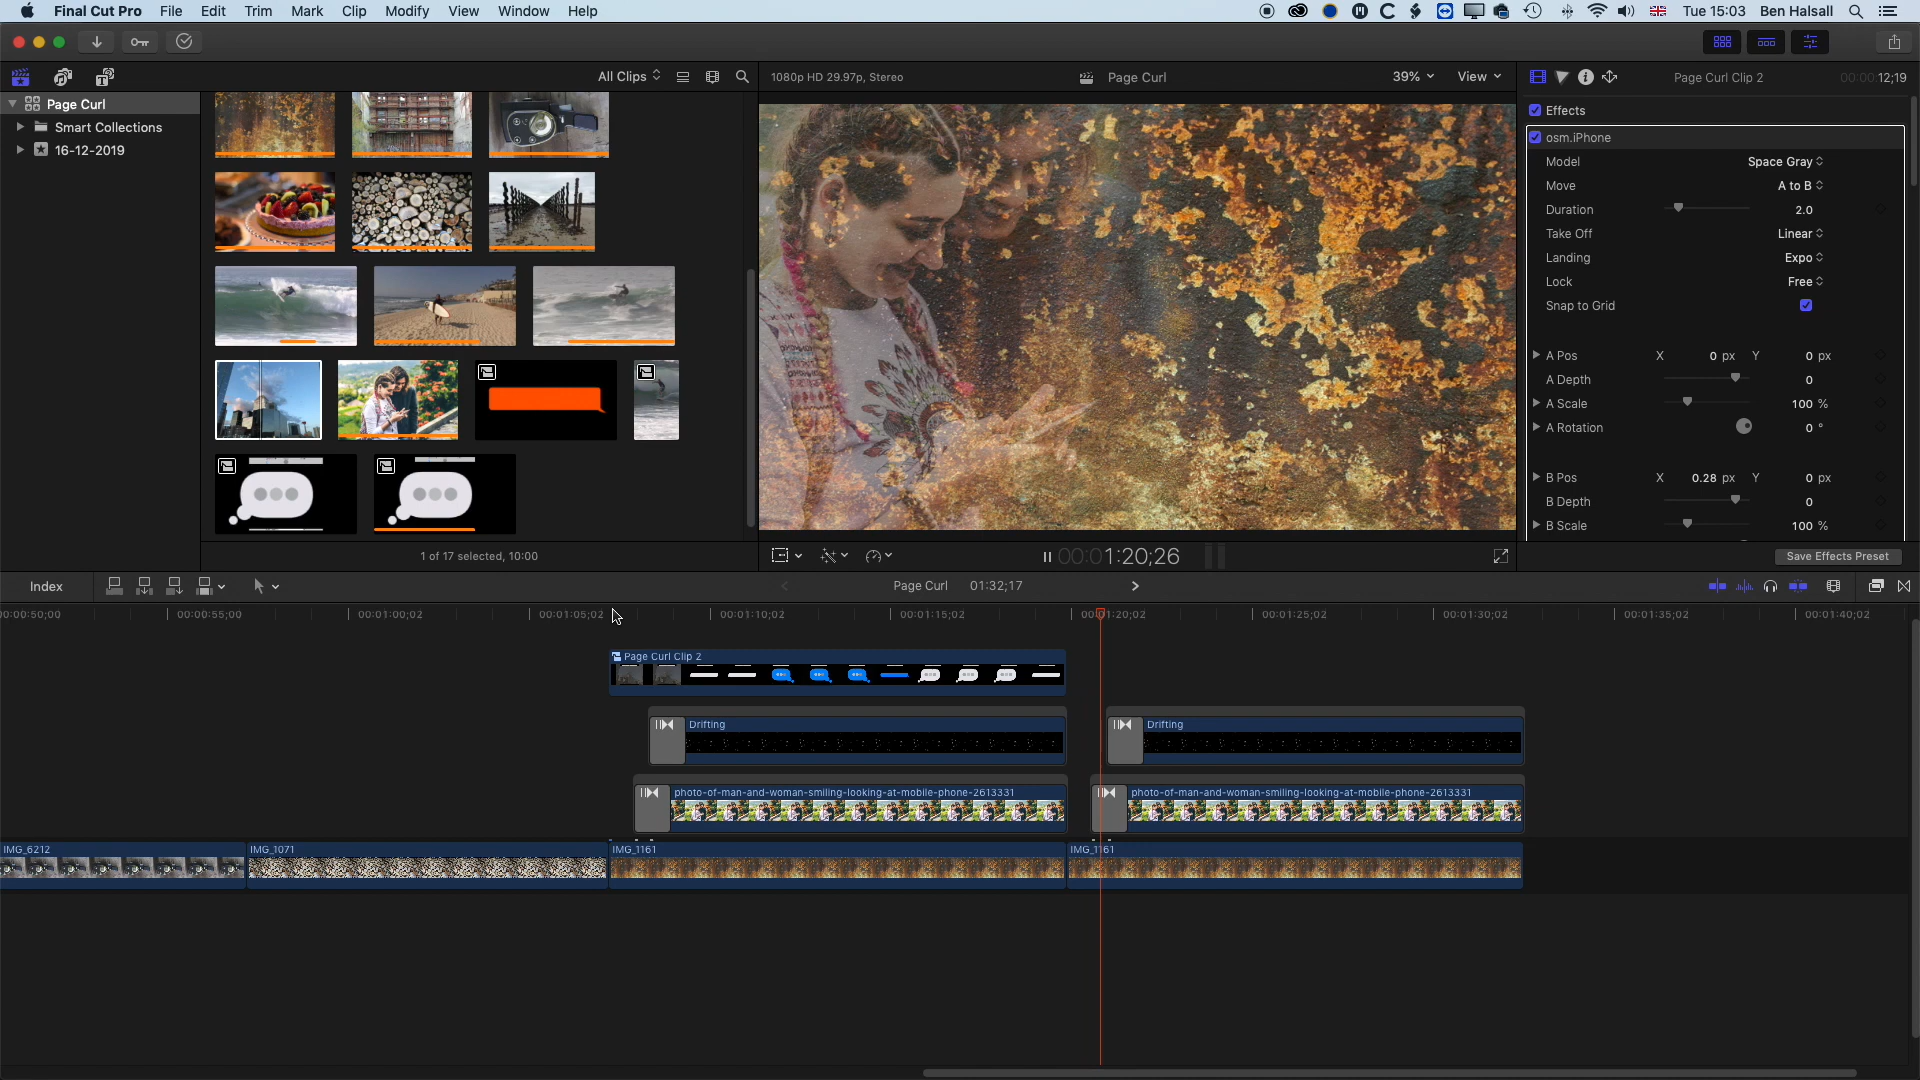 Final Cut Pro File Edit Trim Mark Clip Modify View Window Help Tue 15:03 Ben Halsall
All Clips
1080p HD 29.97p, Stereo Page Curl 39% View
Page Curl Clip 2 00:00:12;19
Page Curl
Smart Collections
16-12-2019
Effects
osm.iPhone
Model Space Gray
Move A to B
Duration 2.0
Take Off Linear
Landing Expo
Lock Free
Snap to Grid
A Pos X 0 px Y 0 px
A Depth 0
A Scale 100 %
A Rotation 0 °
B Pos X 0.28 px Y 0 px
B Depth 0
B Scale 100 %
1 of 17 selected, 10:00
00:01:20;26
Save Effects Preset
Index Page Curl 01:32;17
00:00:50;00 00:00:55;00 00:01:00;02 00:01:05;02 00:01:10;02 00:01:15;02 00:01:20;02 00:01:25;02 00:01:30;02 00:01:35;02 00:01:40;02
Page Curl Clip 2
Drifting Drifting
photo-of-man-and-woman-smiling-looking-at-mobile-phone-2613331 photo-of-man-and-woman-smiling-looking-at-mobile-phone-2613331
IMG_6212 IMG_1071 IMG_1161 IMG_1161